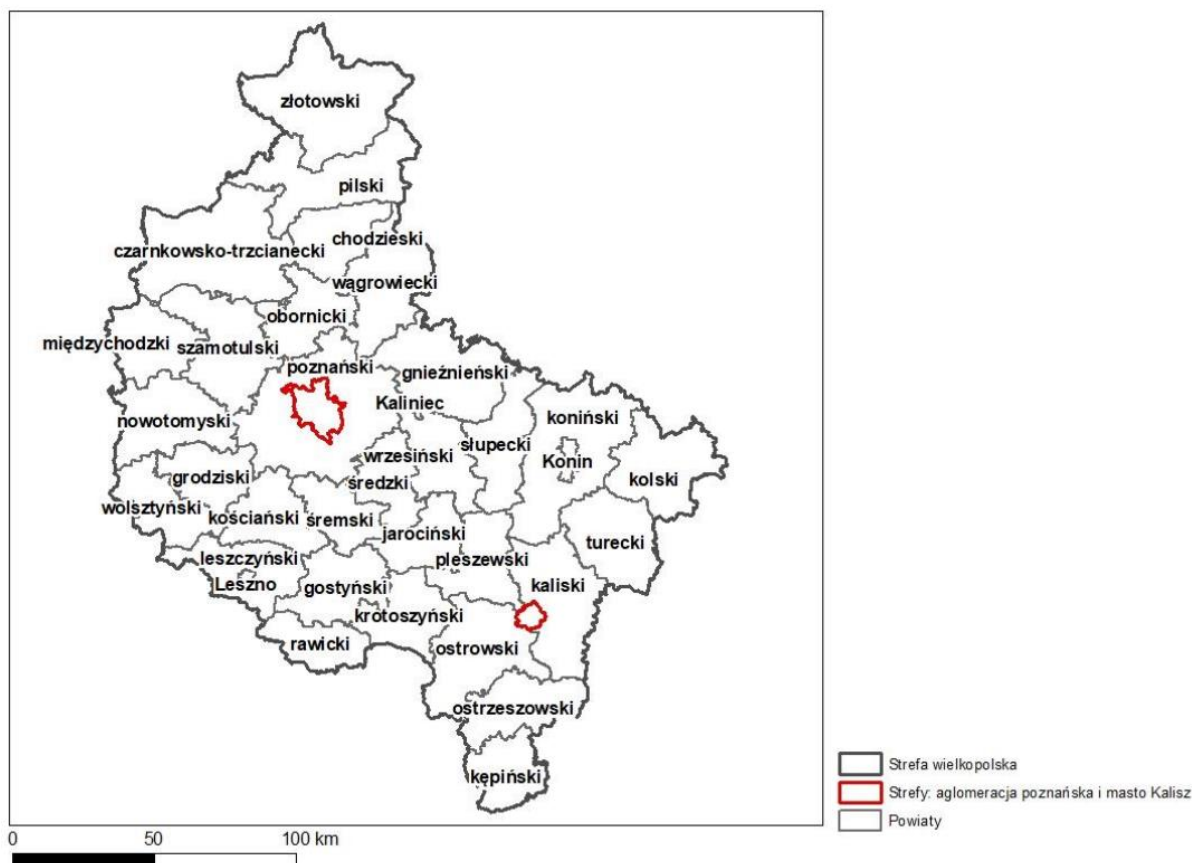 złotowski
pilski
chodzieski
czarnkowsko-trzcianecki
wągrowiecki
obornicki
międzychodzki
szamotulski
poznański
gnieźnieński
Kaliniec
nowotomyski
koniński
słupecki
wrzesiński
Konin
grodziski
średzki
kolski
wolsztyński
kościański
śremski
jarociński
turecki
leszczyński
pleszewski
Leszno
gostyński
kaliski
krotoszyński
rawicki
ostrowski
ostrzeszowski
kępiński
Strefa wielkopolska
Strefy: aglomeracja poznańska i masto Kalisz
Powiaty
0 50 100 km